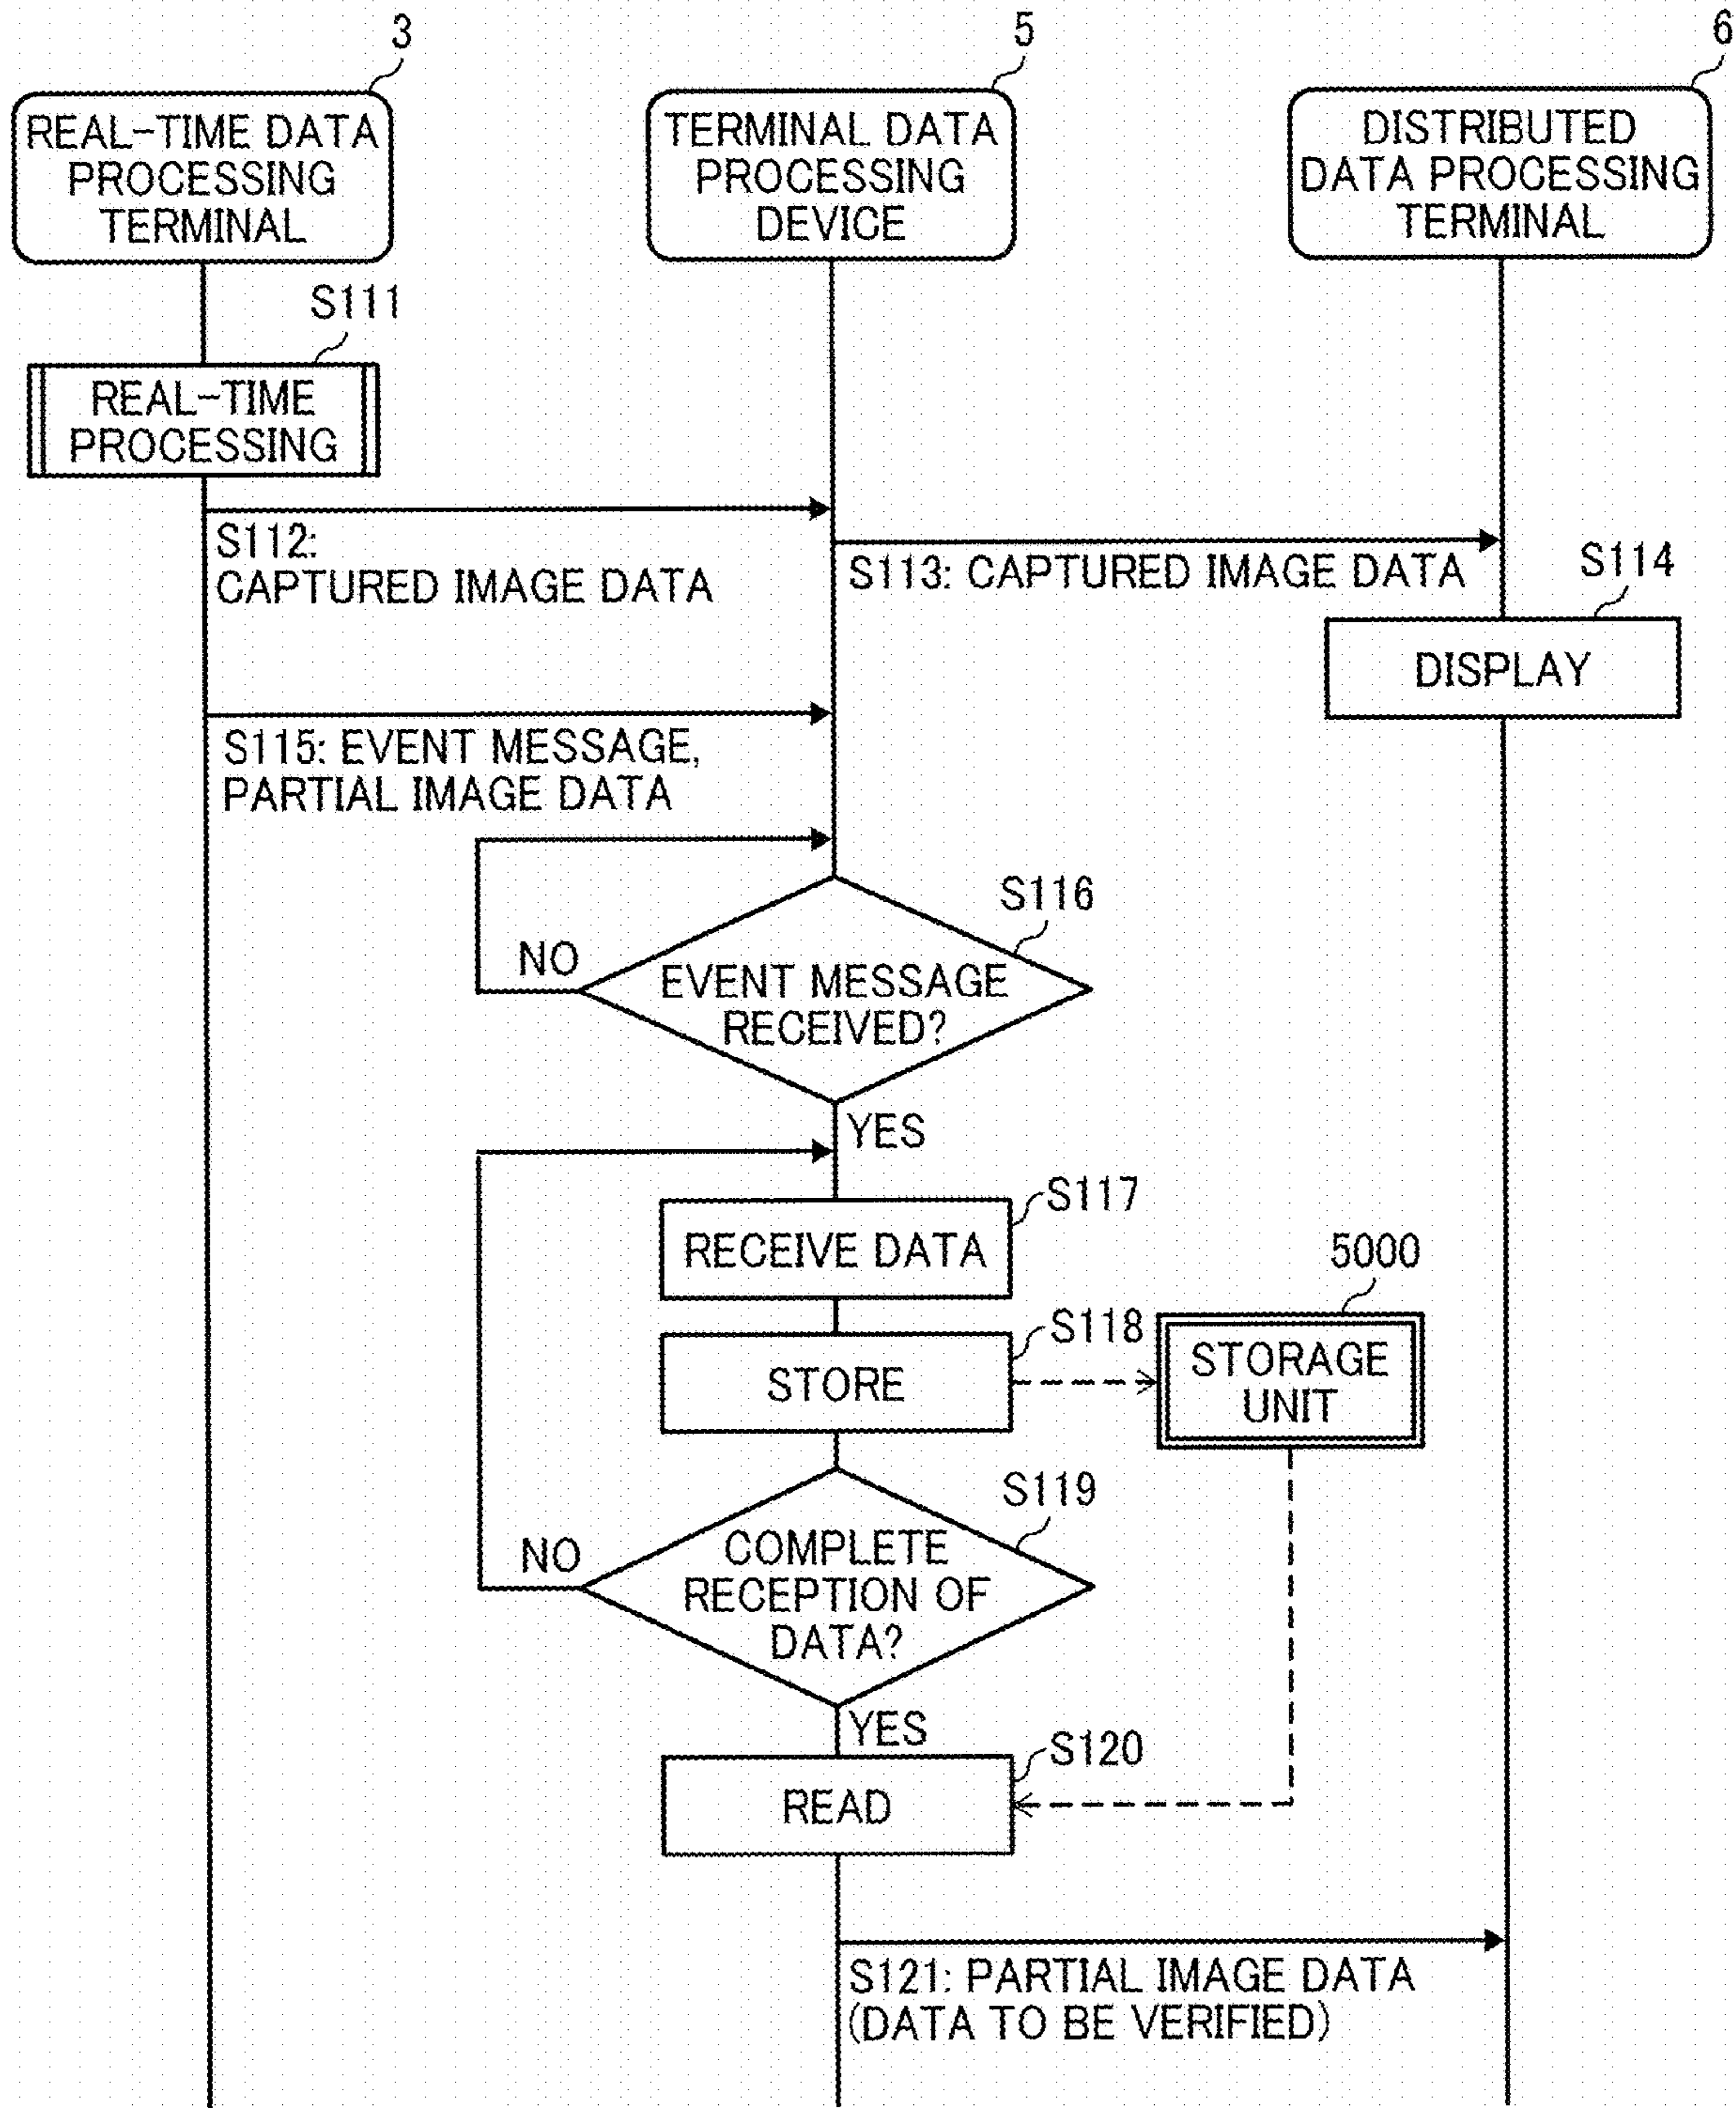 3
5
6
REAL-TIME DATA
PROCESSING
TERMINAL
TERMINAL DATA
PROCESSING
DEVICE
DISTRIBUTED
DATA PROCESSING
TERMINAL
S111
REAL-TIME
PROCESSING
S112:
CAPTURED IMAGE DATA
S113: CAPTURED IMAGE DATA
S114
DISPLAY
S115: EVENT MESSAGE,
PARTIAL IMAGE DATA
S116
NO
EVENT MESSAGE
RECEIVED?
YES
S117
RECEIVE DATA
5000
S118
STORE
STORAGE
UNIT
S119
NO
COMPLETE
RECEPTION OF
DATA?
YES
S120
READ
S121: PARTIAL IMAGE DATA
(DATA TO BE VERIFIED)